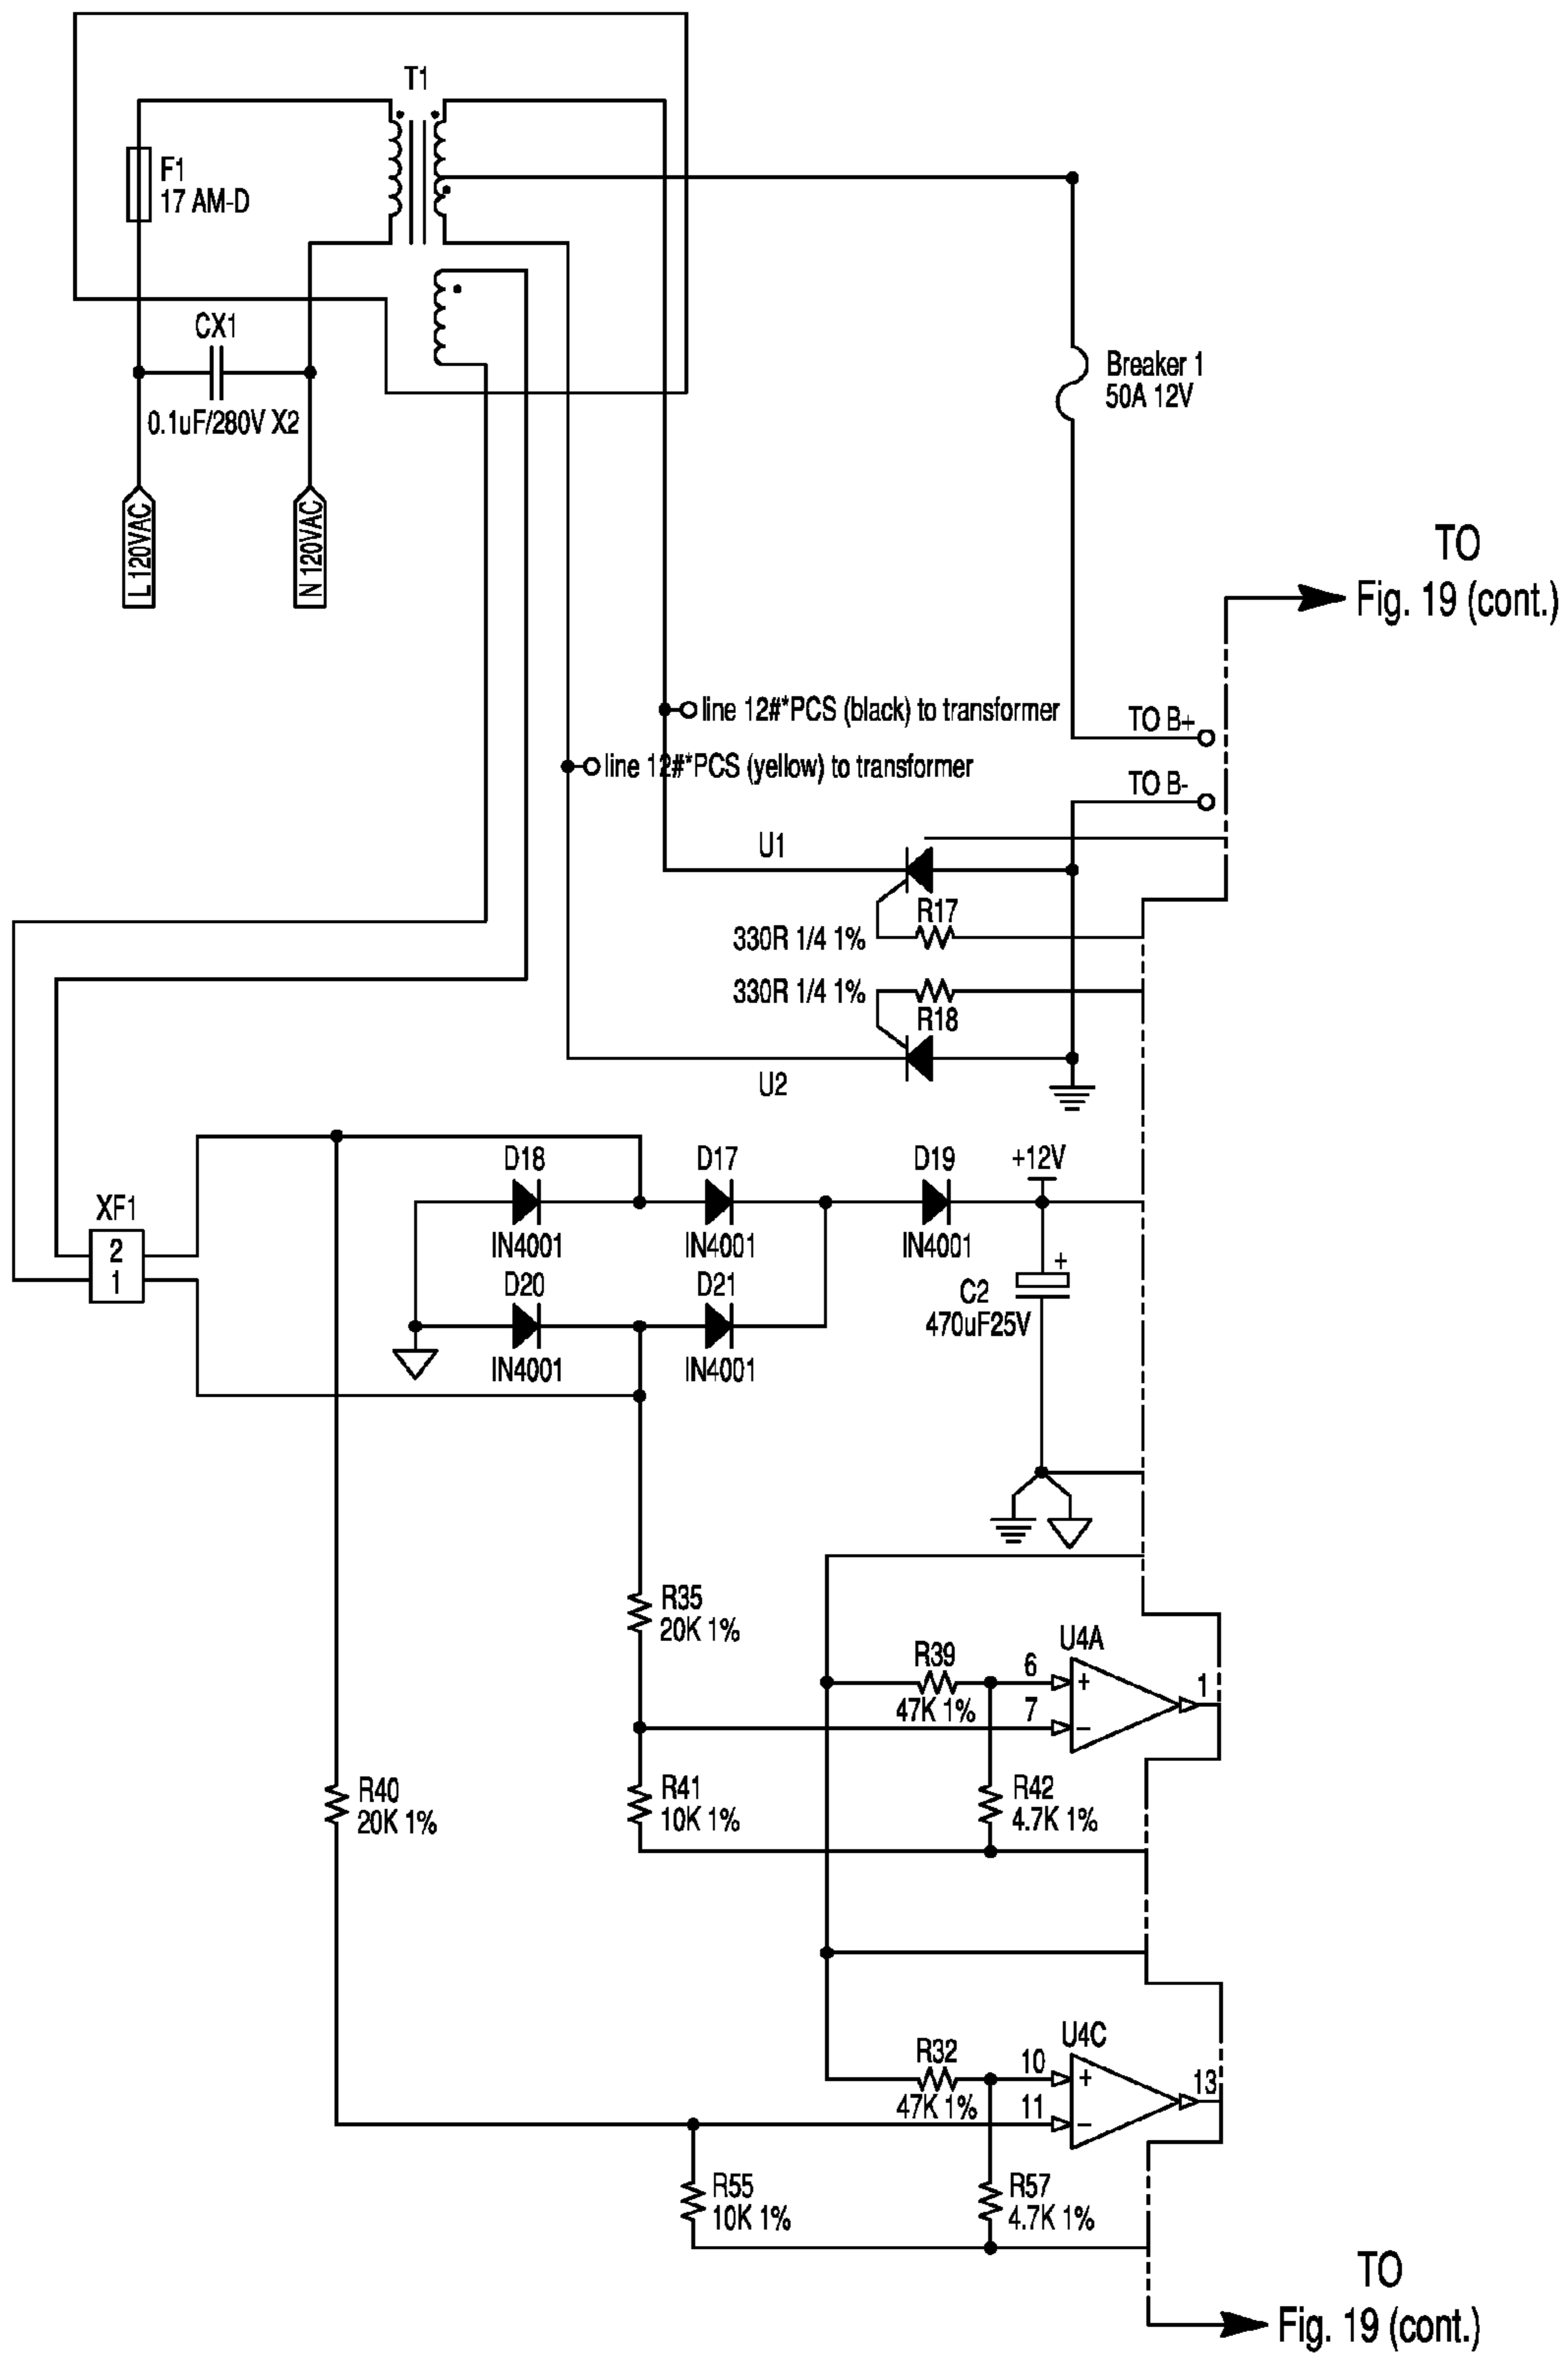 T1
F1
17 AM-D
CX1
0.1uF/280V X2
L 120VAC
N 120VAC
Breaker 1
50A 12V
TO
Fig. 19 (cont.)
line 12#*PCS (black) to transformer
TO B+
line 12#*PCS (yellow) to transformer
TO B-
U1
R17
330R 1/4 1%
330R 1/4 1%
R18
U2
D18
D17
D19
+12V
XF1
2
1
IN4001
IN4001
IN4001
D20
D21
+
C2
470uF25V
IN4001
IN4001
R35
20K 1%
U4A
R39
6
+
1
47K 1%
7
–
R40
20K 1%
R41
10K 1%
R42
4.7K 1%
U4C
R32
10
+
13
47K 1%
11
–
R55
10K 1%
R57
4.7K 1%
TO
Fig. 19 (cont.)